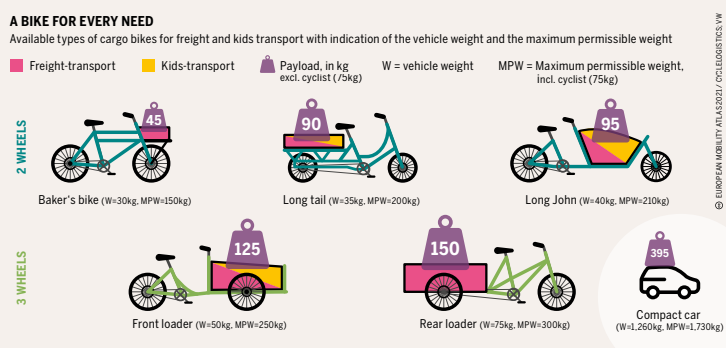 A BIKE FOR EVERY NEED
Available types of cargo bikes for freight and kids transport with indication of the vehicle weight and the maximum permissible weight
Freight-transport
Kids-transport
Payload, in kg
excl. cyclist (75kg)
W = vehicle weight
MPW = Maximum permissible weight,
incl. cyclist (75kg)
2 WHEELS
45
Baker's bike (W=30kg, MPW=150kg)
90
Long tail (W=35kg, MPW=200kg)
95
Long John (W=40kg, MPW=210kg)
3 WHEELS
125
Front loader (W=50kg, MPW=250kg)
150
Rear loader (W=75kg, MPW=300kg)
395
Compact car
(W=1,260kg, MPW=1,730kg)
© EUROPEAN MOBILITY ATLAS 2021/ CYCLELOGISTICS; VW